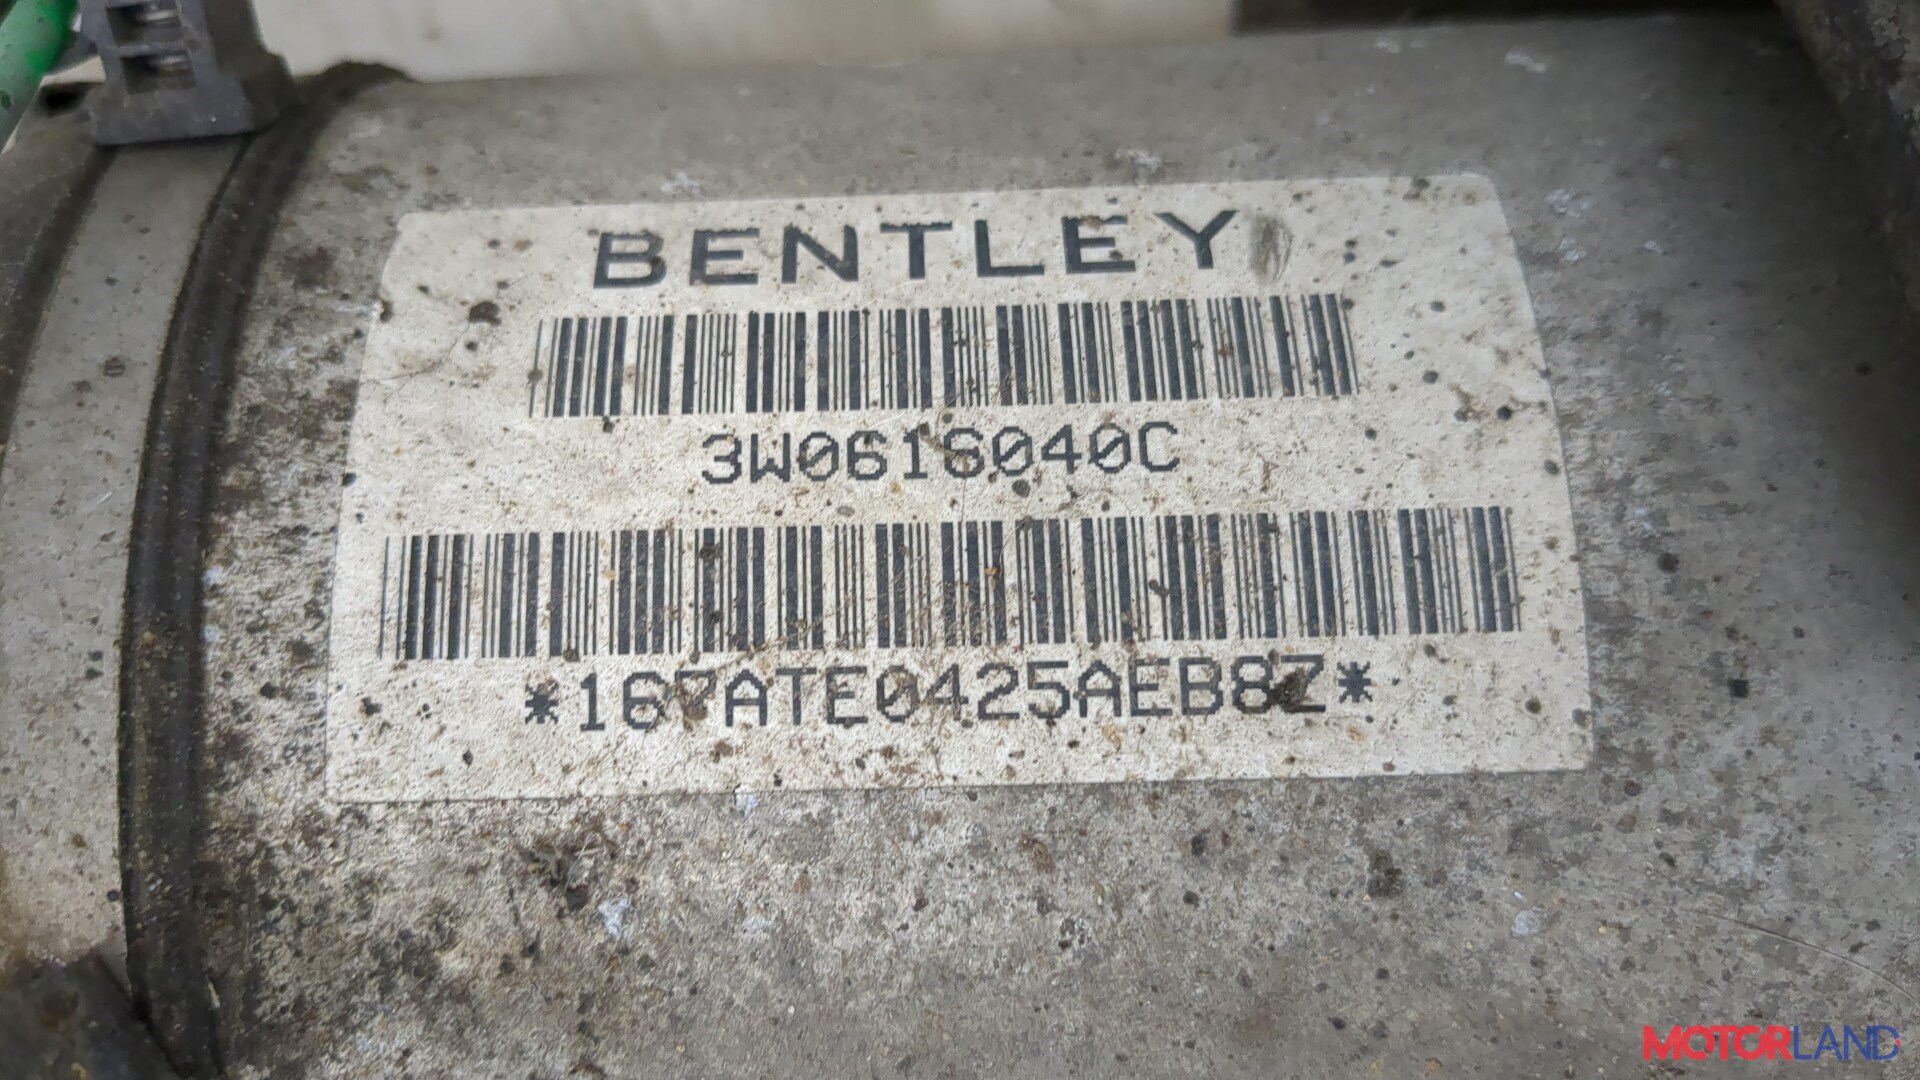 BENTLEY
3W0616040C
*167ATE0425AEB8Z*
MOTORLAND